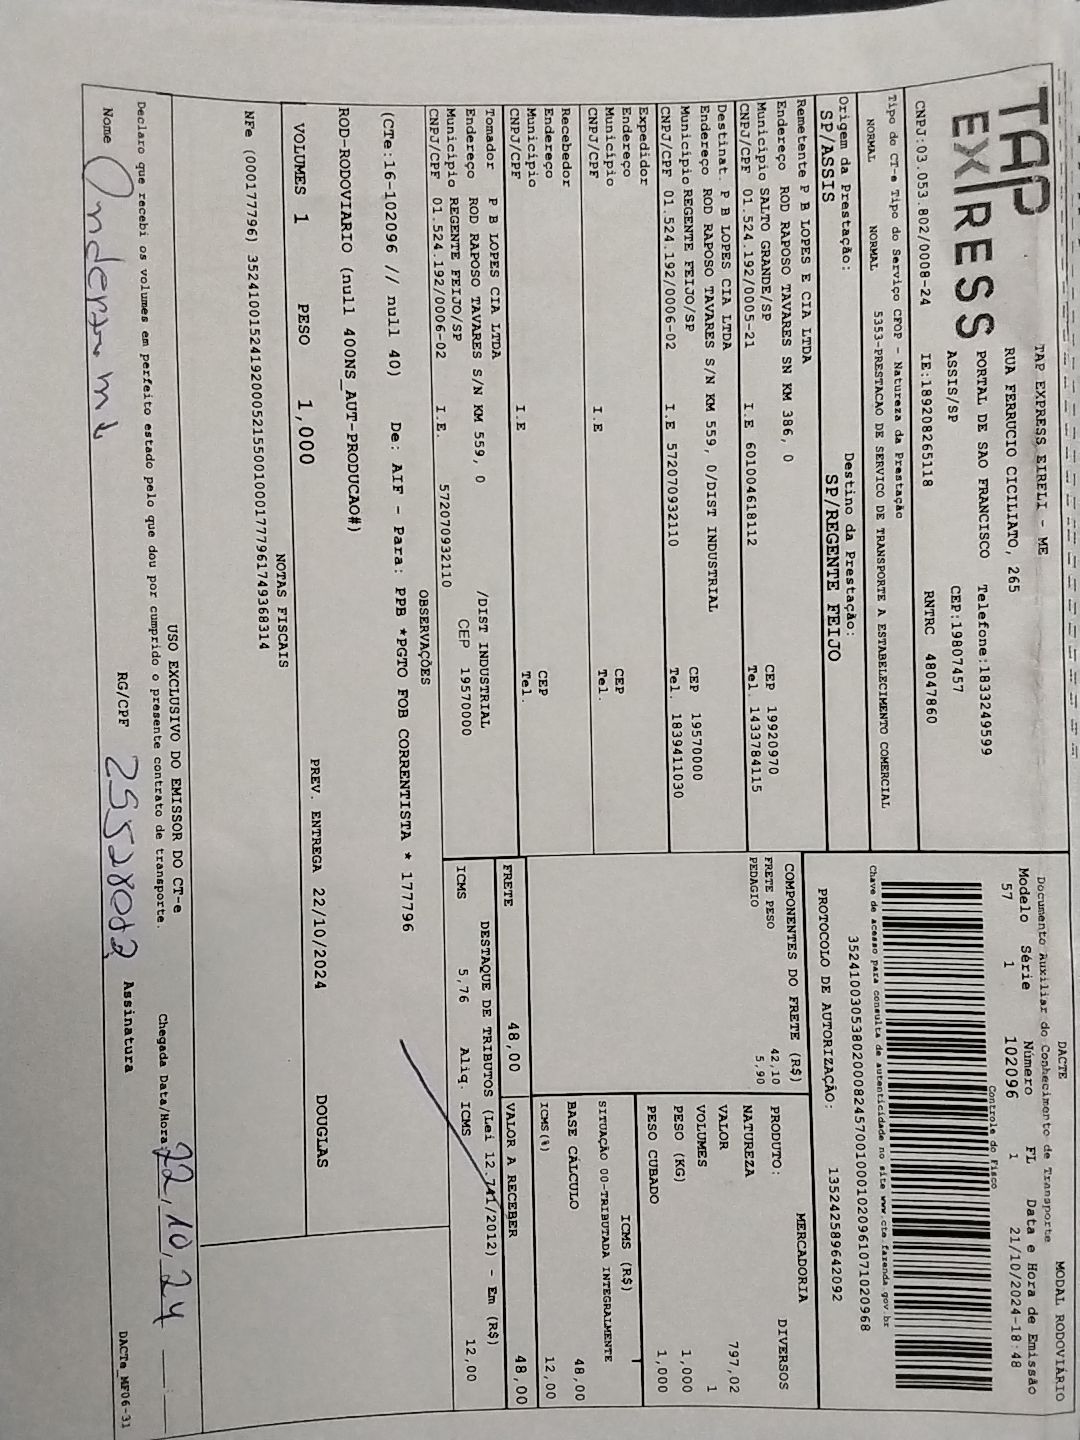 TAP EXPRESS
TAP EXPRESS EIRELI - ME
RUA FERRUCIO CICILIATO, 265
PORTAL DE SAO FRANCISCO Telefone:1833249599
ASSIS/SP CEP:19807457
CNPJ:03.053.802/0008-24 IE:189208265118 RNTRC 48047860
DACTE MODAL RODOVIÁRIO
Documento Auxiliar do Conhecimento de Transporte
Modelo Série Número FL Data e Hora de Emissão
57 1 102096 1 21/10/2024-18:48
Controle do Fisco
Chave de acesso para consulta de autenticidade no site www.cte.fazenda.gov.br
35241003053802000824570010001020961071020968
PROTOCOLO DE AUTORIZAÇÃO: 135242589642092
Tipo do CT-e Tipo do Serviço CFOP - Natureza da Prestação
NORMAL NORMAL 5353-PRESTACAO DE SERVICO DE TRANSPORTE A ESTABELECIMENTO COMERCIAL
Origem da Prestação: Destino da Prestação:
SP/ASSIS SP/REGENTE FEIJO
Remetente P B LOPES E CIA LTDA
Endereço ROD RAPOSO TAVARES SN KM 386, 0
Município SALTO GRANDE/SP CEP 19920970
CNPJ/CPF 01.524.192/0005-21 I.E 601004618112 Tel. 1433784115
Destinat. P B LOPES CIA LTDA
Endereço ROD RAPOSO TAVARES S/N KM 559, 0/DIST INDUSTRIAL
Município REGENTE FEIJO/SP CEP 19570000
CNPJ/CPF 01.524.192/0006-02 I.E 572070932110 Tel. 1839411030
Expedidor
Endereço
Município CEP
CNPJ/CPF I.E Tel.
Recebedor
Endereço
Município CEP
CNPJ/CPF I.E Tel.
Tomador P B LOPES CIA LTDA
Endereço ROD RAPOSO TAVARES S/N KM 559, 0 /DIST INDUSTRIAL
Município REGENTE FEIJO/SP CEP 19570000
CNPJ/CPF 01.524.192/0006-02 I.E. 572070932110
COMPONENTES DO FRETE (R$)
FRETE PESO 42,10
PEDAGIO 5,90
MERCADORIA
PRODUTO: DIVERSOS
NATUREZA
VALOR 797,02
VOLUMES 1
PESO (KG) 1,000
PESO CUBADO 1,000
ICMS (R$)
SITUAÇÃO 00-TRIBUTADA INTEGRALMENTE
BASE CÁLCULO 48,00
ICMS(%) 12,00
FRETE 48,00 VALOR A RECEBER 48,00
DESTAQUE DE TRIBUTOS (Lei 12.741/2012) - Em (R$)
ICMS 5,76 Aliq. ICMS 12,00
OBSERVAÇÕES
(CTe:16-102096 // null 40) De: AIF - Para: PPB *PGTO FOB CORRENTISTA * 177796
ROD-RODOVIARIO (null 400NS_AUT-PRODUCAO#)
VOLUMES 1 PESO 1,000 PREV. ENTREGA 22/10/2024 DOUGLAS
NOTAS FISCAIS
NFe (000177796) 35241001524192000521550010001777961749368314
USO EXCLUSIVO DO EMISSOR DO CT-e
Declaro que recebi os volumes em perfeito estado pelo que dou por cumprido o presente contrato de transporte.
Chegada Data/Hora 22/10/24
Nome RG/CPF Assinatura
DACTe_MF06-31